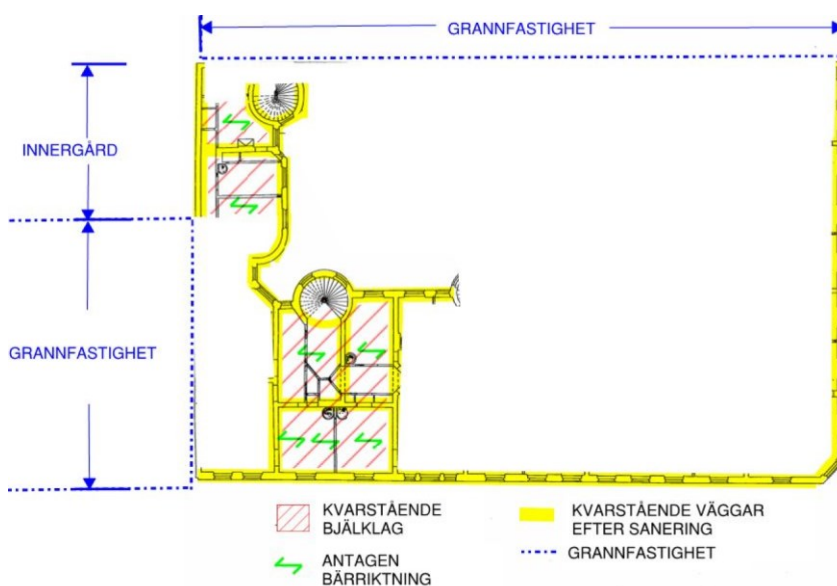 GRANNFASTIGHET
INNERGÅRD
GRANNFASTIGHET
KVARSTÅENDE
BJÄLKLAG
ANTAGEN
BÄRRIKTNING
KVARSTÅENDE VÄGGAR
EFTER SANERING
GRANNFASTIGHET